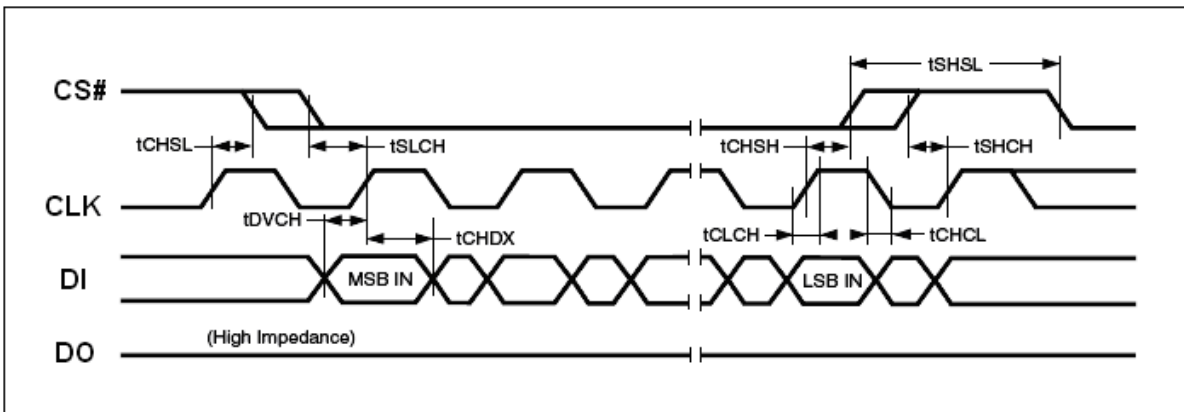 tSHSL
CS#
tCHSL
tSLCH
tCHSH
tSHCH
CLK
tDVCH
tCHDX
tCLCH
tCHCL
DI
MSB IN
LSB IN
(High Impedance)
DO